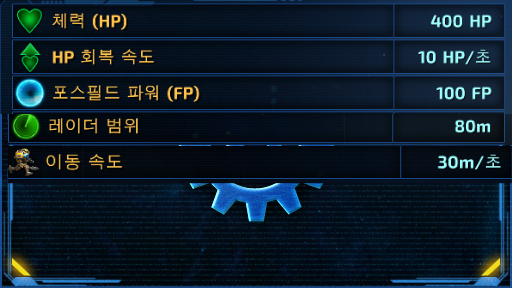 체력 (HP) 400 HP
HP 회복 속도 10 HP/초
포스필드 파워 (FP) 100 FP
레이더 범위 80m
이동 속도 30m/초